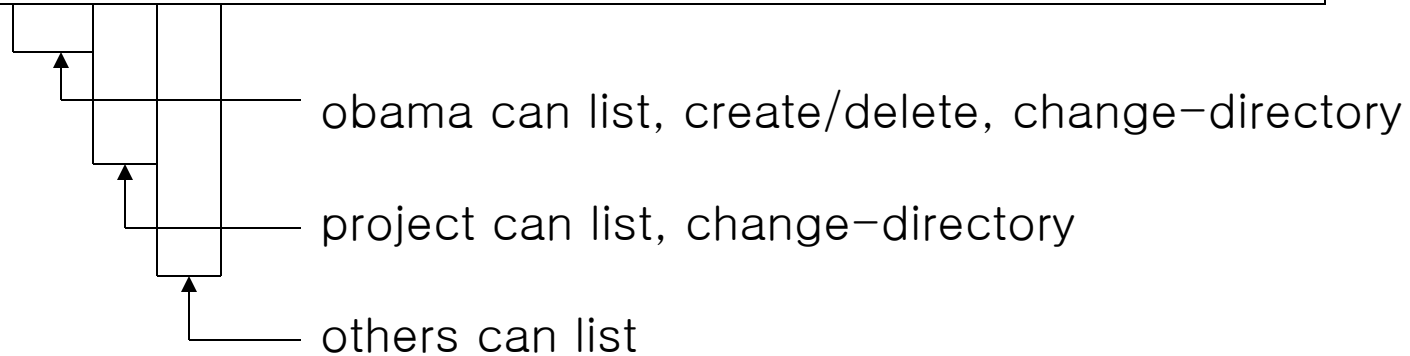 obama can list, create/delete, change-directory
project can list, change-directory
others can list